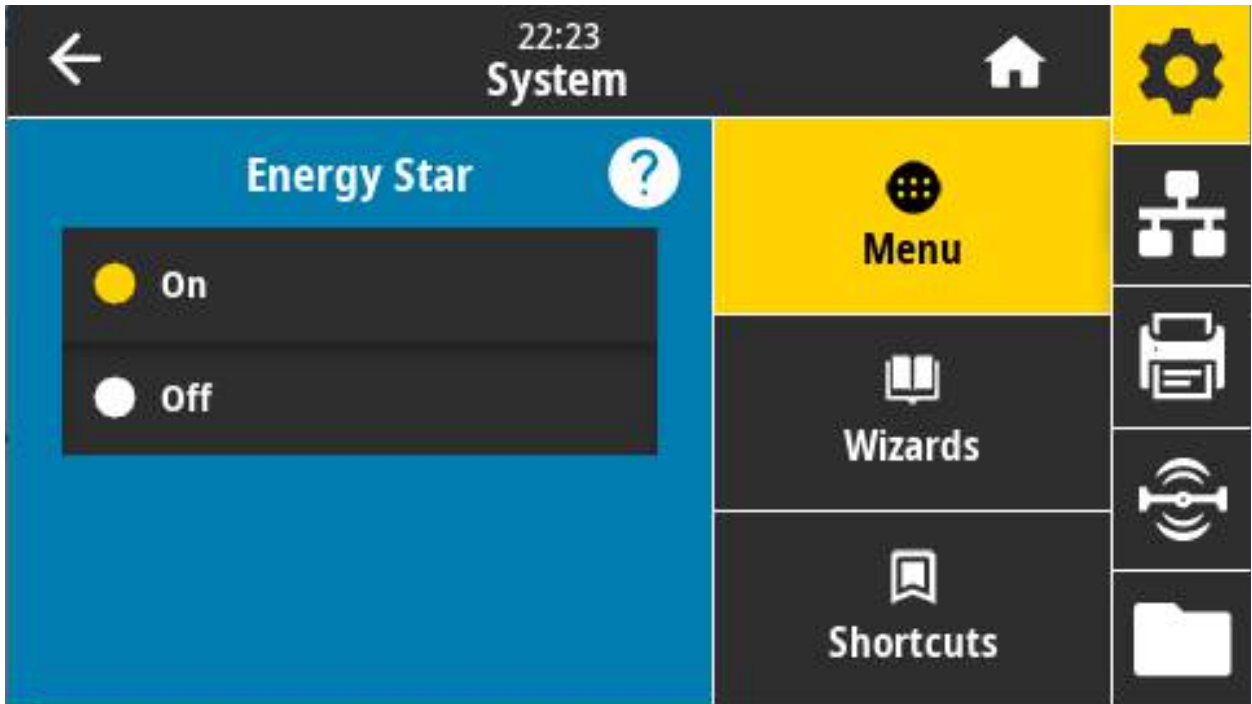 22:23
System
Energy Star
?
On
Off
Menu
Wizards
Shortcuts